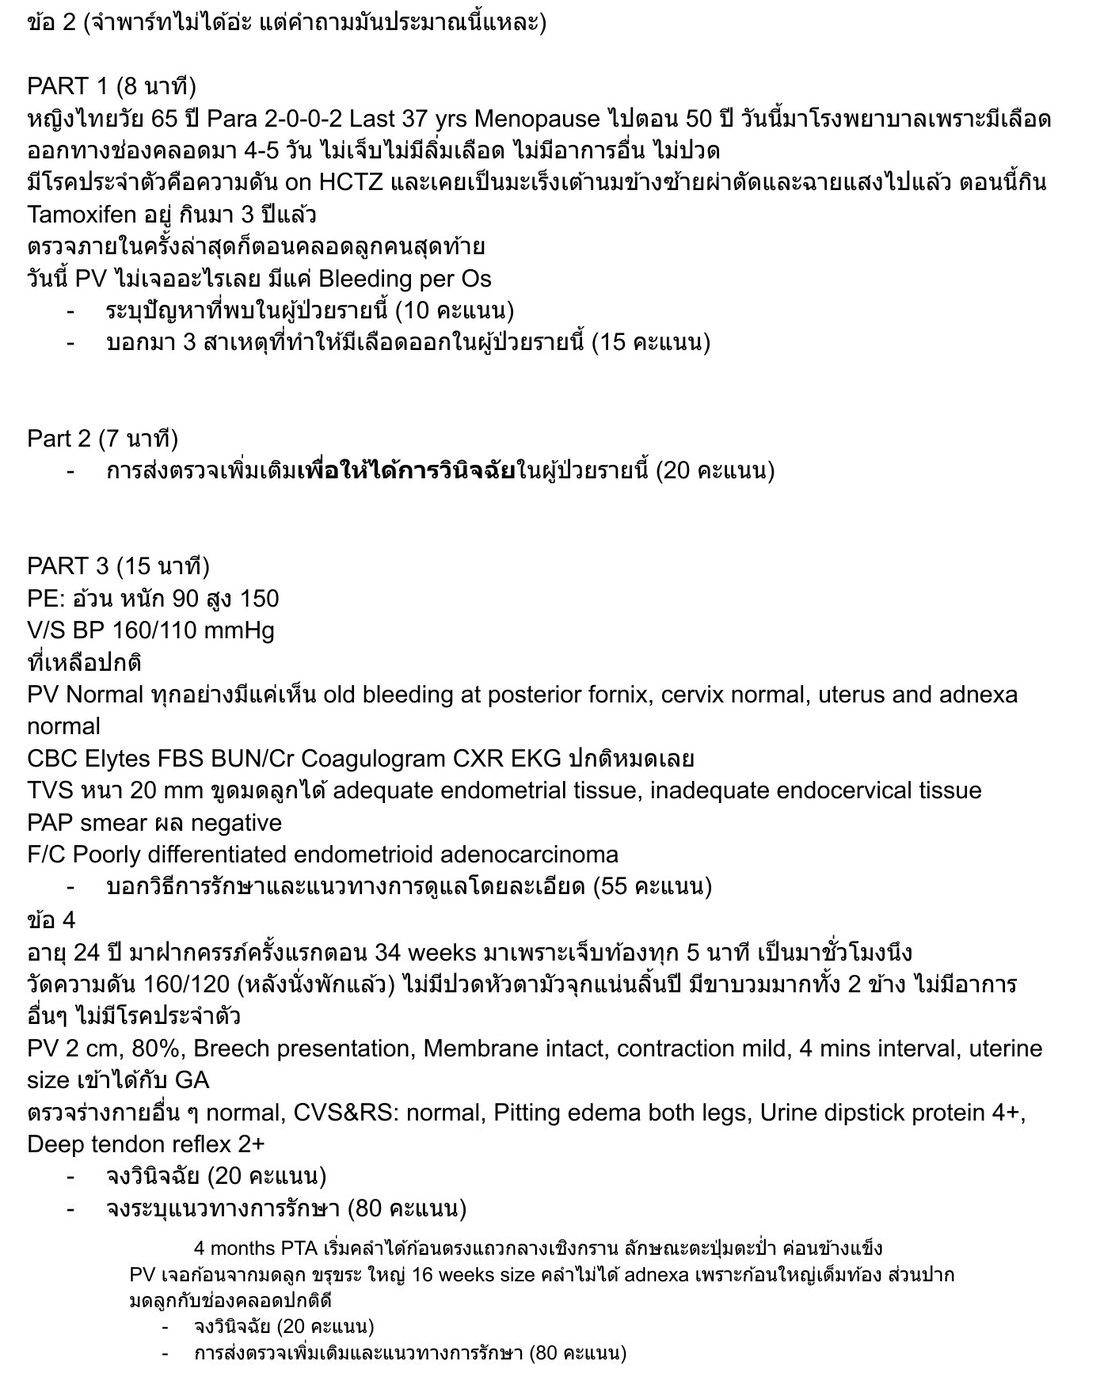 ข้อ 2 (จำพาร์ทไม่ได้อ่ะ แต่คำถามมันประมาณนี้แหละ)
PART 1 (8 นาที)
หญิงไทยวัย 65 ปี Para 2-0-0-2 Last 37 yrs Menopause ไปตอน 50 ปี วันนี้มาโรงพยาบาลเพราะมีเลือด
ออกทางช่องคลอดมา 4-5 วัน ไม่เจ็บไม่มีลิ่มเลือด ไม่มีอาการอื่น ไม่ปวด
มีโรคประจำตัวคือความดัน on HCTZ และเคยเป็นมะเร็งเต้านมข้างซ้ายผ่าตัดและฉายแสงไปแล้ว ตอนนี้กิน
Tamoxifen อยู่ กินมา 3 ปีแล้ว
ตรวจภายในครั้งล่าสุดก็ตอนคลอดลูกคนสุดท้าย
วันนี้ PV ไม่เจออะไรเลย มีแค่ Bleeding per Os
- ระบุปัญหาที่พบในผู้ป่วยรายนี้ (10 คะแนน)
- บอกมา 3 สาเหตุที่ทำให้มีเลือดออกในผู้ป่วยรายนี้ (15 คะแนน)
Part 2 (7 นาที)
- การส่งตรวจเพิ่มเติมเพื่อให้ได้การวินิจฉัยในผู้ป่วยรายนี้ (20 คะแนน)
PART 3 (15 นาที)
PE: อ้วน หนัก 90 สูง 150
V/S BP 160/110 mmHg
ที่เหลือปกติ
PV Normal ทุกอย่างมีแค่เห็น old bleeding at posterior fornix, cervix normal, uterus and adnexa
normal
CBC Elytes FBS BUN/Cr Coagulogram CXR EKG ปกติหมดเลย
TVS หนา 20 mm ขูดมดลูกได้ adequate endometrial tissue, inadequate endocervical tissue
PAP smear ผล negative
F/C Poorly differentiated endometrioid adenocarcinoma
- บอกวิธีการรักษาและแนวทางการดูแลโดยละเอียด (55 คะแนน)
ข้อ 4
อายุ 24 ปี มาฝากครรภ์ครั้งแรกตอน 34 weeks มาเพราะเจ็บท้องทุก 5 นาที เป็นมาชั่วโมงนึง
วัดความดัน 160/120 (หลังนั่งพักแล้ว) ไม่มีปวดหัวตามัวจุกแน่นลิ้นปี่ มีขาบวมมากทั้ง 2 ข้าง ไม่มีอาการ
อื่นๆ ไม่มีโรคประจำตัว
PV 2 cm, 80%, Breech presentation, Membrane intact, contraction mild, 4 mins interval, uterine
size เข้าได้กับ GA
ตรวจร่างกายอื่น ๆ normal, CVS&RS: normal, Pitting edema both legs, Urine dipstick protein 4+,
Deep tendon reflex 2+
- จงวินิจฉัย (20 คะแนน)
- จงระบุแนวทางการรักษา (80 คะแนน)
4 months PTA เริ่มคลำได้ก้อนตรงแถวกลางเชิงกราน ลักษณะตะปุ่มตะป่ำ ค่อนข้างแข็ง
PV เจอก้อนจากมดลูก ขรุขระ ใหญ่ 16 weeks size คลำไม่ได้ adnexa เพราะก้อนใหญ่เต็มท้อง ส่วนปาก
มดลูกกับช่องคลอดปกติดี
- จงวินิจฉัย (20 คะแนน)
- การส่งตรวจเพิ่มเติมและแนวทางการรักษา (80 คะแนน)